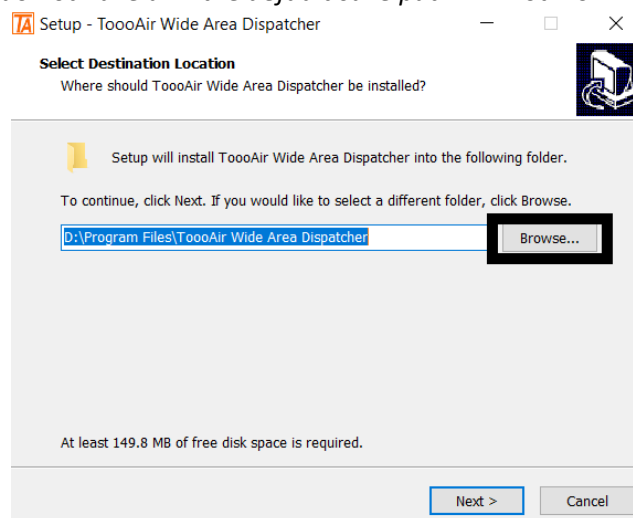 TA Setup - ToooAir Wide Area Dispatcher
Select Destination Location
Where should ToooAir Wide Area Dispatcher be installed?
Setup will install ToooAir Wide Area Dispatcher into the following folder.
To continue, click Next. If you would like to select a different folder, click Browse.
D:\Program Files\ToooAir Wide Area Dispatcher
Browse...
At least 149.8 MB of free disk space is required.
Next >
Cancel